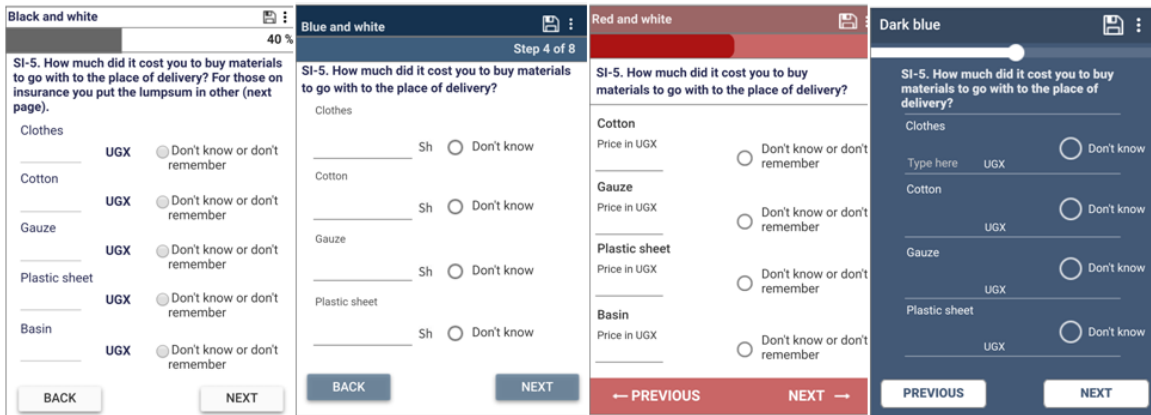 Black and white
40 %
SI-5. How much did it cost you to buy materials
to go with to the place of delivery? For those on
insurance you put the lumpsum in other (next
page).
Clothes
UGX
Don't know or don't
remember
Cotton
UGX
Don't know or don't
remember
Gauze
UGX
Don't know or don't
remember
Plastic sheet
UGX
Don't know or don't
remember
Basin
UGX
Don't know or don't
remember
BACK
NEXT
Blue and white
Step 4 of 8
SI-5. How much did it cost you to buy materials
to go with to the place of delivery?
Clothes
Sh
Don't know
Cotton
Sh
Don't know
Gauze
Sh
Don't know
Plastic sheet
Sh
Don't know
BACK
NEXT
Red and white
SI-5. How much did it cost you to buy
materials to go with to the place of delivery?
Cotton
Price in UGX
Don't know or don't
remember
Gauze
Price in UGX
Don't know or don't
remember
Plastic sheet
Price in UGX
Don't know or don't
remember
Basin
Price in UGX
Don't know or don't
remember
← PREVIOUS
NEXT →
Dark blue
SI-5. How much did it cost you to buy
materials to go with to the place of
delivery?
Clothes
Type here
UGX
Don't know
Cotton
UGX
Don't know
Gauze
UGX
Don't know
Plastic sheet
UGX
Don't know
PREVIOUS
NEXT